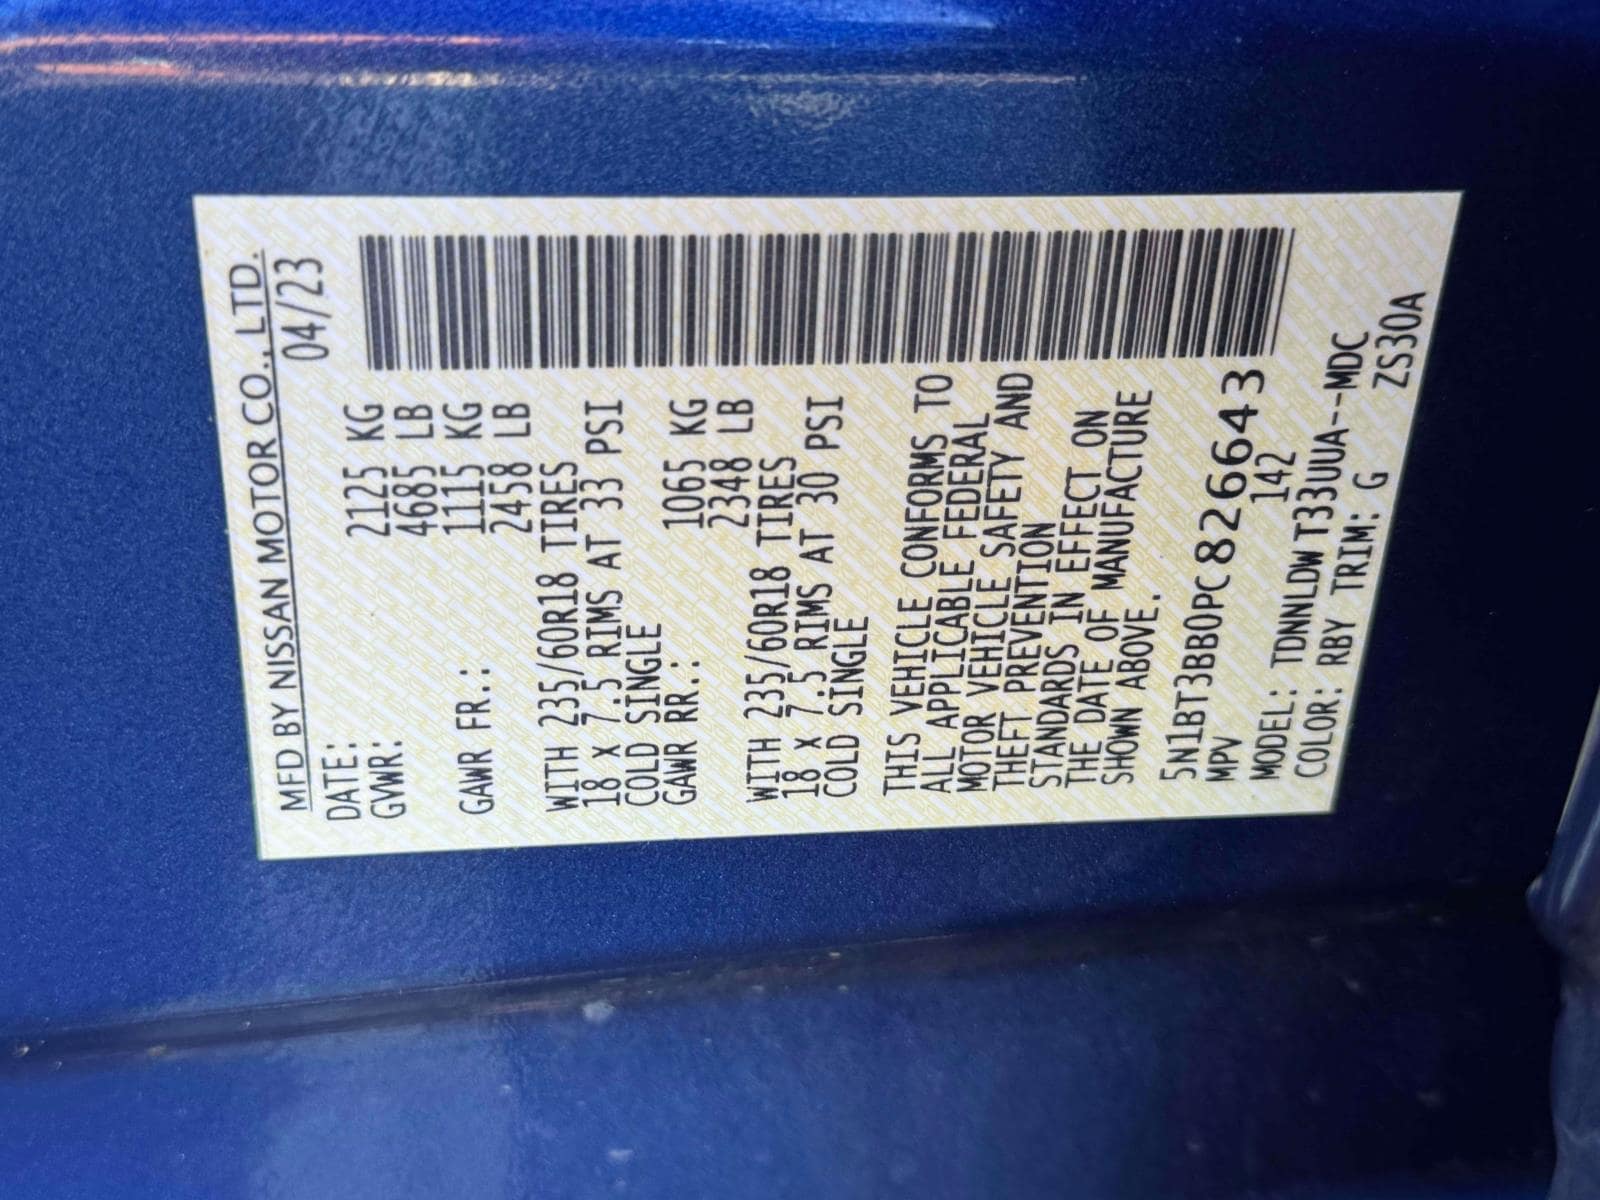 MFD BY NISSAN MOTOR CO., LTD.
DATE: 04/23
GVWR: 2125 KG
4685 LB
GAWR FR.: 1115 KG
2458 LB
WITH 235/60R18 TIRES
18 x 7.5 RIMS AT 33 PSI
COLD SINGLE
GAWR RR.: 1065 KG
2348 LB
WITH 235/60R18 TIRES
18 x 7.5 RIMS AT 30 PSI
COLD SINGLE
THIS VEHICLE CONFORMS TO
ALL APPLICABLE FEDERAL
MOTOR VEHICLE SAFETY AND
THEFT PREVENTION
STANDARDS IN EFFECT ON
THE DATE OF MANUFACTURE
SHOWN ABOVE.
5N1BT3BB0PC826643
MPV 142
MODEL: TDNNLDW T33UUA--MDC
COLOR: RBY TRIM: G ZS30A